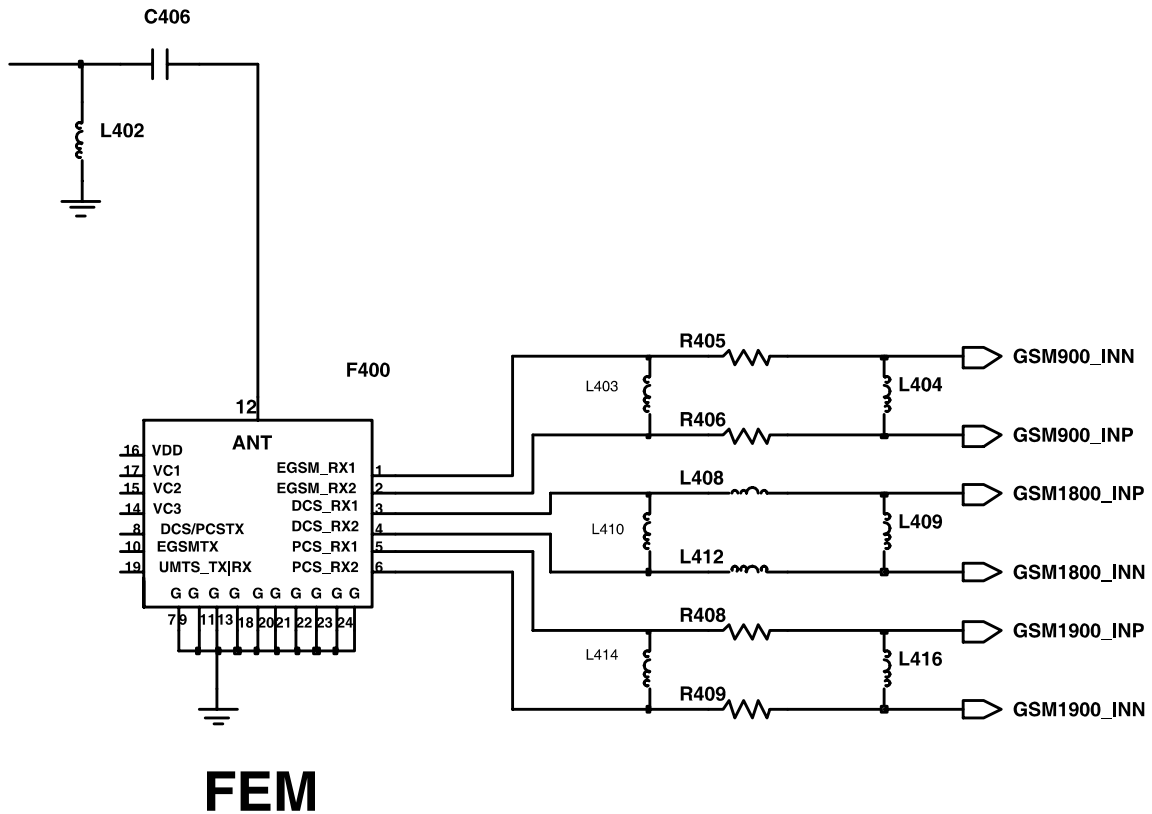 C406
L402
R405
GSM900_INN
F400
L403
L404
12
R406
GSM900_INP
ANT
16 VDD
17 VC1
EGSM_RX1 1
15 VC2
EGSM_RX2 2
L408
GSM1800_INP
14 VC3
DCS_RX1 3
8 DCS/PCSTX
DCS_RX2 4
L410
L409
10 EGSMTX
PCS_RX1 5
L412
19 UMTS_TX|RX
PCS_RX2 6
GSM1800_INN
G G G G G G G G G G
7 9 11 13 18 20 21 22 23 24
R408
GSM1900_INP
L414
L416
R409
GSM1900_INN
FEM